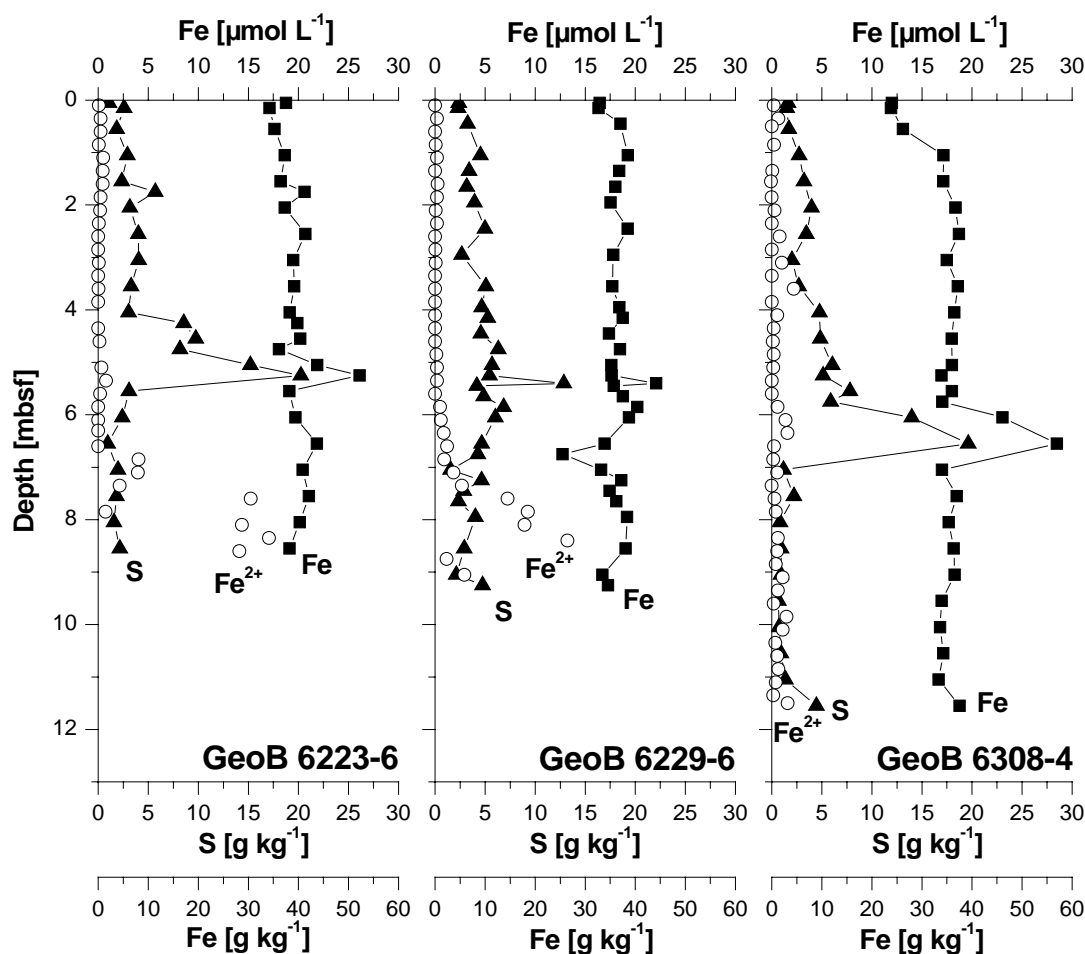 Fe [µmol L⁻¹] Fe [µmol L⁻¹] Fe [µmol L⁻¹]
0 5 10 15 20 25 30 0 5 10 15 20 25 30 0 5 10 15 20 25 30
0
2
4
6
8
10
12
Depth [mbsf]
S Fe²⁺ Fe
S Fe²⁺ Fe
Fe²⁺ S Fe
GeoB 6223-6 GeoB 6229-6 GeoB 6308-4
0 5 10 15 20 25 30 0 5 10 15 20 25 30 0 5 10 15 20 25 30
S [g kg⁻¹] S [g kg⁻¹] S [g kg⁻¹]
0 10 20 30 40 50 60 0 10 20 30 40 50 60 0 10 20 30 40 50 60
Fe [g kg⁻¹] Fe [g kg⁻¹] Fe [g kg⁻¹]